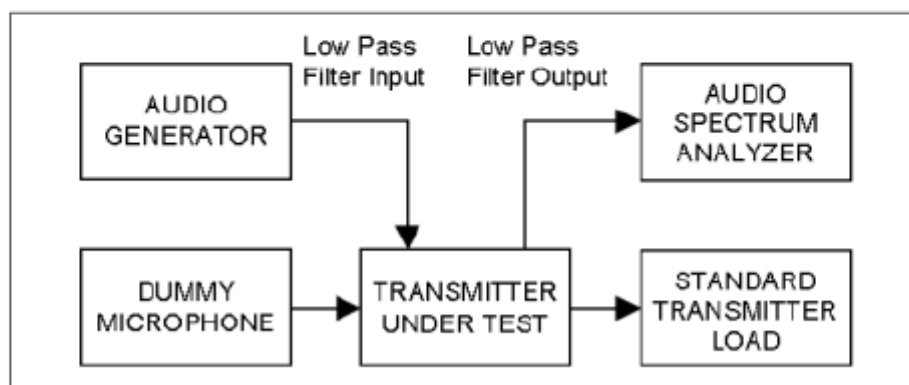 Low Pass
Filter Input
Low Pass
Filter Output
AUDIO
GENERATOR
AUDIO
SPECTRUM
ANALYZER
DUMMY
MICROPHONE
TRANSMITTER
UNDER TEST
STANDARD
TRANSMITTER
LOAD